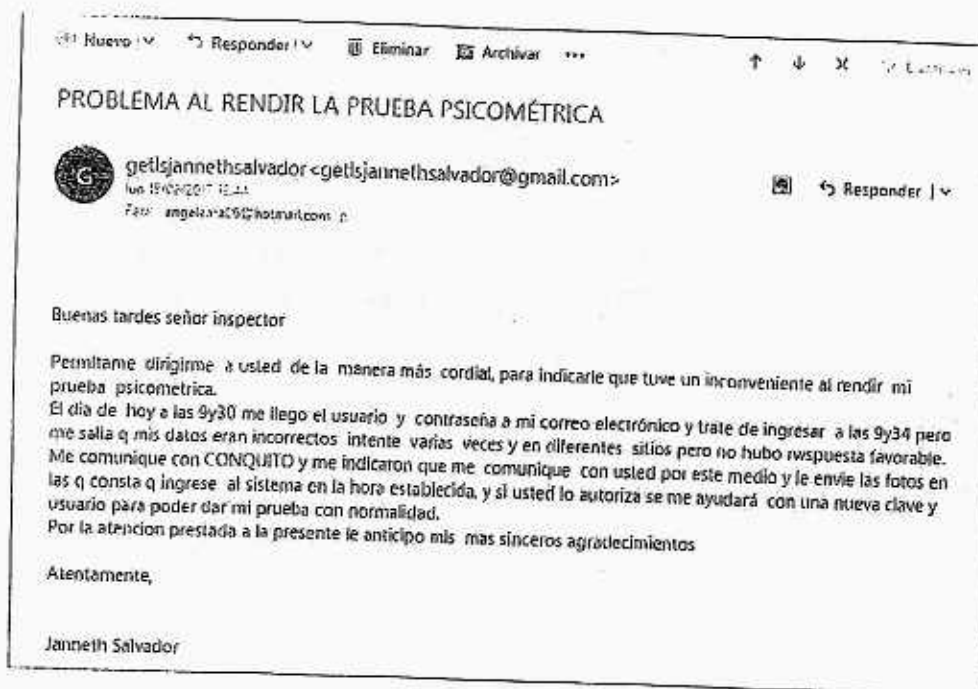 Nuevo Responder Eliminar Archivar ...
PROBLEMA AL RENDIR LA PRUEBA PSICOMÉTRICA
G
getlsjannethsalvador<getlsjannethsalvador@gmail.com>
Responder
Buenas tardes señor inspector
Permitame dirigirme a usted de la manera más cordial, para indicarle que tuve un inconveniente al rendir mi
prueba psicometrica.
El dia de hoy a las 9y30 me llego el usuario y contraseña a mi correo electrónico y trate de ingresar a las 9y34 pero
me salia q mis datos eran incorrectos intente varias veces y en diferentes sitios pero no hubo rwspuesta favorable.
Me comunique con CONQUITO y me indicaron que me comunique con usted por este medio y le envie las fotos en
las q consta q ingrese al sistema en la hora establecida, y si usted lo autoriza se me ayudará con una nueva clave y
usuario para poder dar mi prueba con normalidad.
Por la atencion prestada a la presente le anticipo mis mas sinceros agradecimientos
Atentamente,
Janneth Salvador